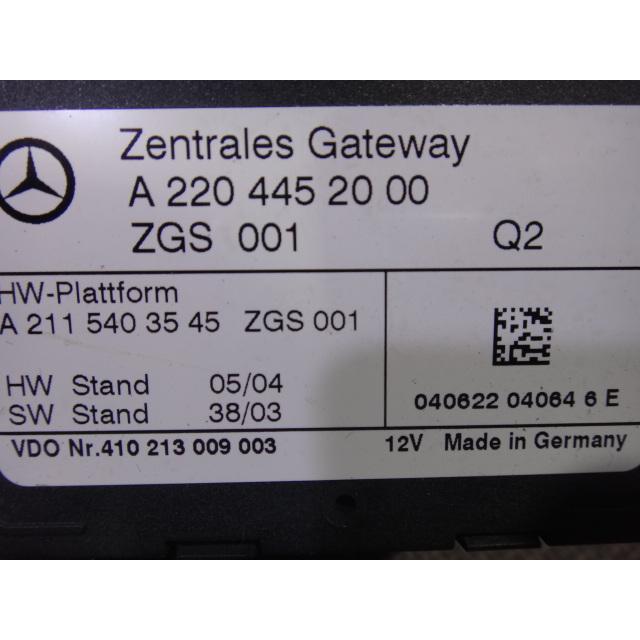 Zentrales Gateway
A 220 445 20 00
ZGS 001 Q2
HW-Plattform
A 211 540 35 45 ZGS 001
HW Stand 05/04
SW Stand 38/03
040622 04064 6 E
VDO Nr.410 213 009 003 12V Made in Germany